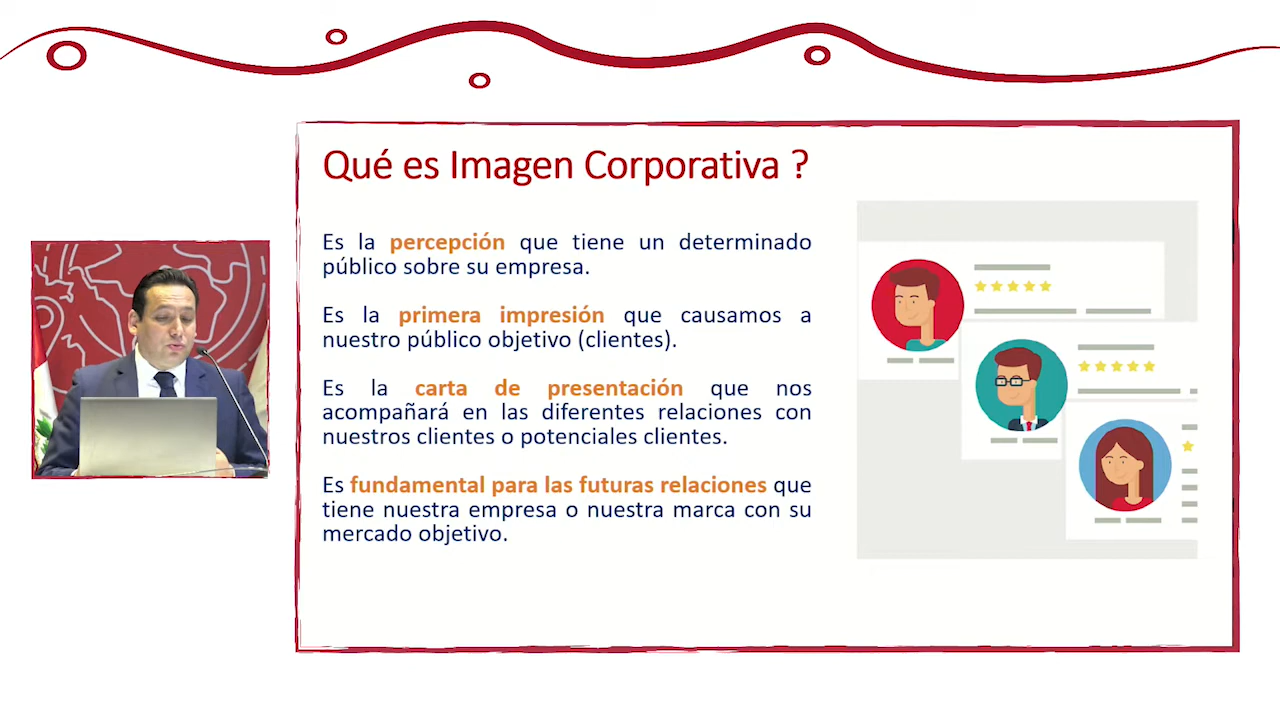 Qué es Imagen Corporativa ?
Es la percepción que tiene un determinado
público sobre su empresa.
Es la primera impresión que causamos a
nuestro público objetivo (clientes).
Es la carta de presentación que nos
acompañará en las diferentes relaciones con
nuestros clientes o potenciales clientes.
Es fundamental para las futuras relaciones que
tiene nuestra empresa o nuestra marca con su
mercado objetivo.